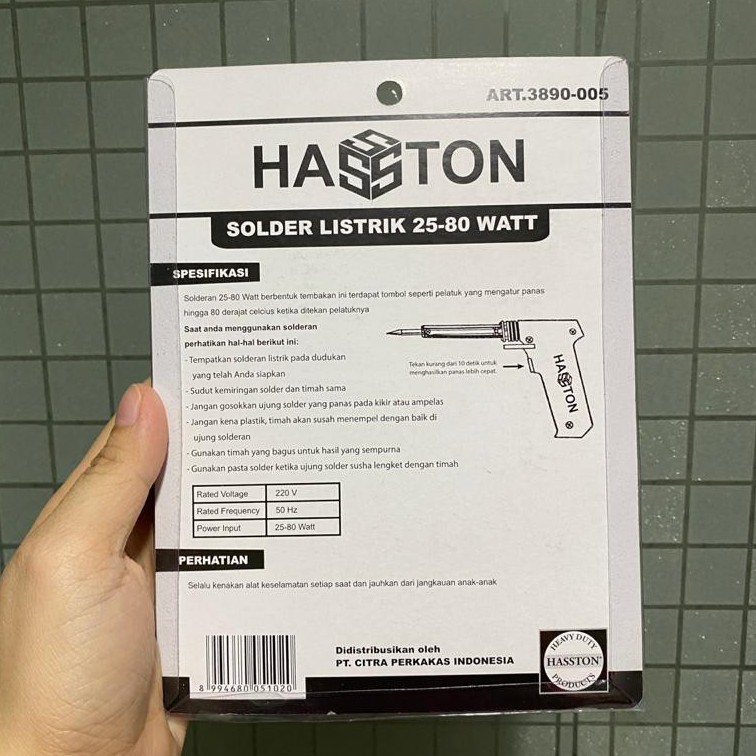 ART.3890-005
HASSTON
SOLDER LISTRIK 25-80 WATT
SPESIFIKASI
Solderan 25-80 Watt berbentuk tembakan ini terdapat tombol seperti pelatuk yang mengatur panas
hingga 80 derajat celcius ketika ditekan pelatuknya
Saat anda menggunakan solderan
perhatikan hal-hal berikut ini:
- Tempatkan solderan listrik pada dudukan
yang telah Anda siapkan
- Sudut kemiringan solder dan timah sama
- Jangan gosokkan ujung solder yang panas pada kikir atau ampelas
- Jangan kena plastik, timah akan susah menempel dengan baik di
ujung solderan
- Gunakan timah yang bagus untuk hasil yang sempurna
- Gunakan pasta solder ketika ujung solder susha lengket dengan timah
Tekan kurang dari 10 detik untuk
menghasilkan panas lebih cepat.
HASSTON
Rated Voltage 220 V
Rated Frequency 50 Hz
Power Input 25-80 Watt
PERHATIAN
Selalu kenakan alat keselamatan setiap saat dan jauhkan dari jangkauan anak-anak
8 994680 051020
Didistribusikan oleh
PT. CITRA PERKAKAS INDONESIA
HEAVY DUTY
HASSTON®
PRODUCTS